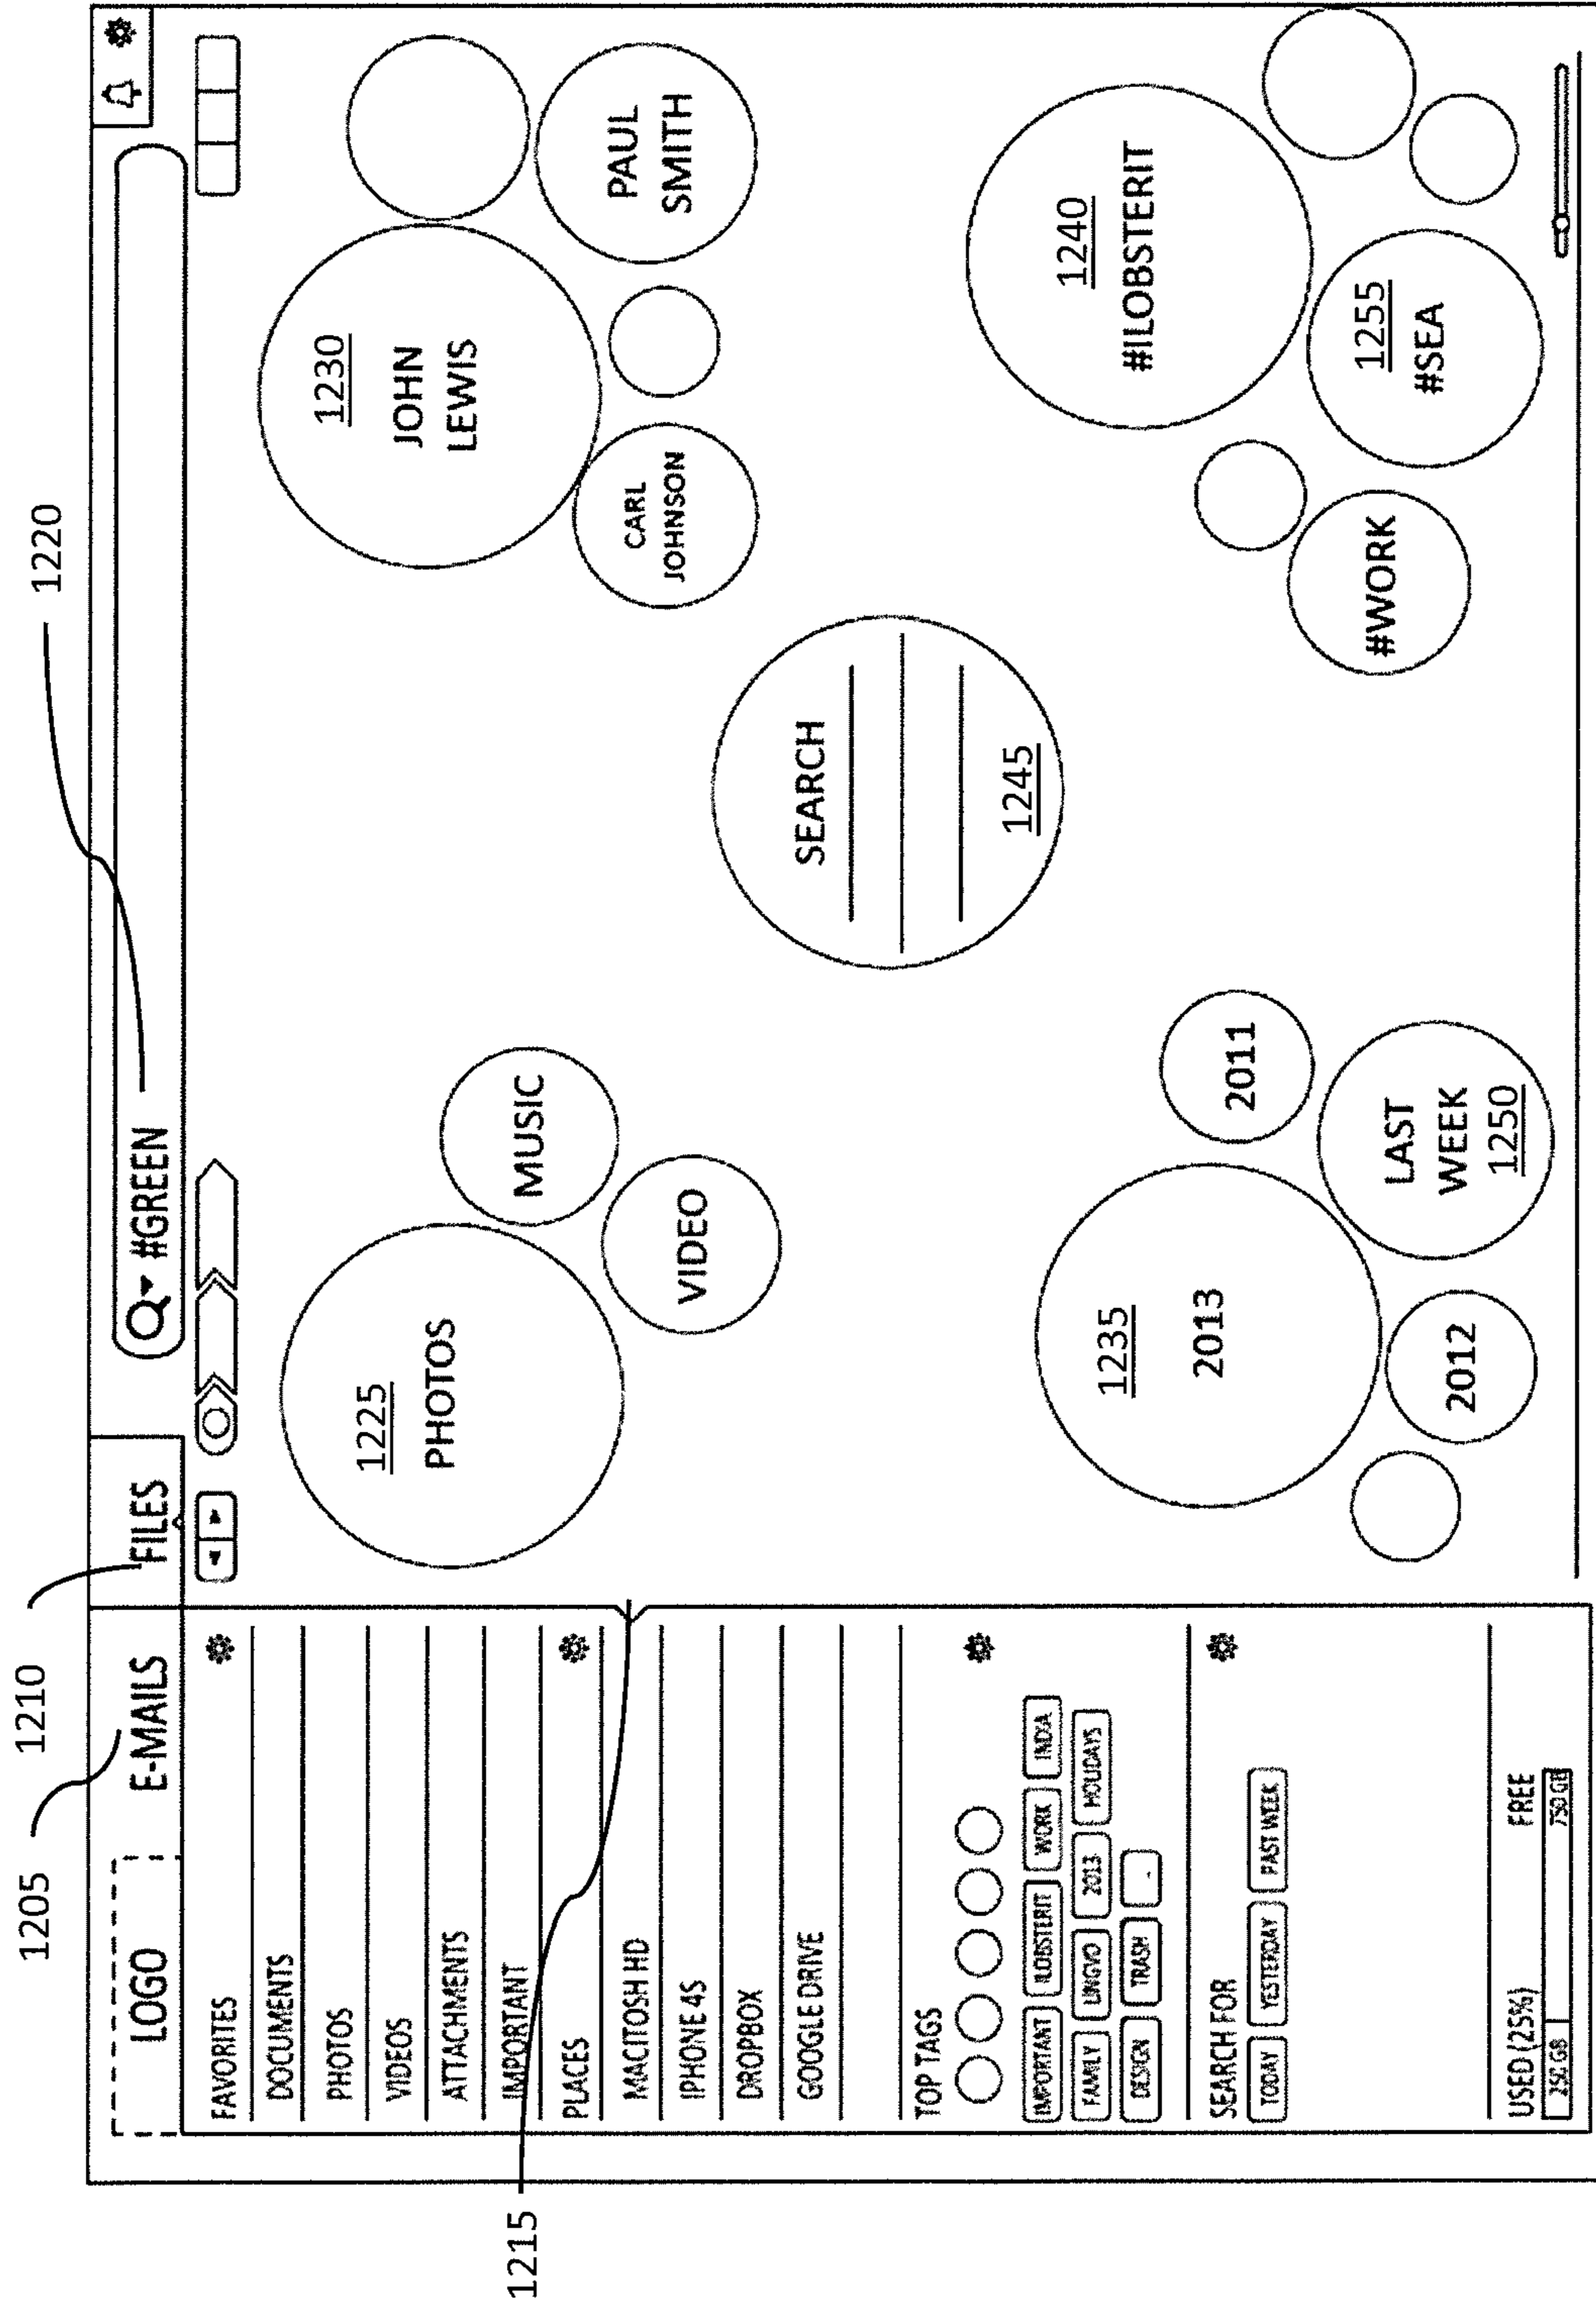 1205
1210
1220
1215
LOGO
E-MAILS
FILES
#GREEN
FAVORITES
DOCUMENTS
PHOTOS
VIDEOS
ATTACHMENTS
IMPORTANT
PLACES
MACITOSH HD
IPHONE 4S
DROPBOX
GOOGLE DRIVE
TOP TAGS
IMPORTANT ILOBSTERIT WORK INDIA
FAMILY LINGVO 2013 HOLIDAYS
DESIGN TRASH
SEARCH FOR
TODAY YESTERDAY PAST WEEK
USED (25%) FREE
250 GB 750 GB
1225
PHOTOS
MUSIC
VIDEO
1230
JOHN
LEWIS
PAUL
SMITH
CARL
JOHNSON
SEARCH
1245
1235
2013
2011
2012
LAST
WEEK
1250
1240
#ILOBSTERIT
1255
#SEA
#WORK